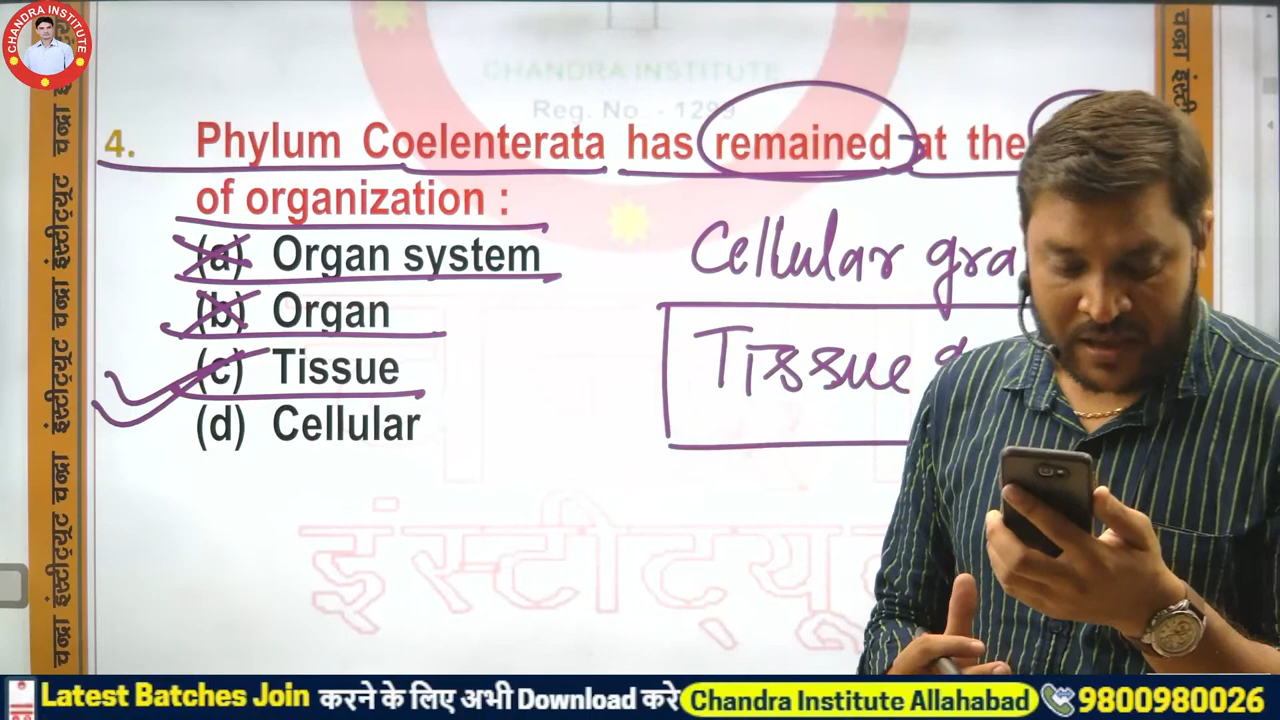 CHANDRA INSTITUTE
CHANDRA INSTITUTE
Reg. No. - 129
4. Phylum Coelenterata has remained at the
of organization :
(a) Organ system
(b) Organ
(c) Tissue
(d) Cellular
Cellular gra
Tissue g
इंस्टीट्यू
चन्द्रा इंस्टीट्यूट चन्द्रा इंस्टीट्यूट चन्द्रा इं
चन्द्रा इंस्टी
Latest Batches Join करने के लिए अभी Download करे Chandra Institute Allahabad 9800980026